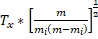 T_x * [m / (m_i(m−m_i))]^{1/2}